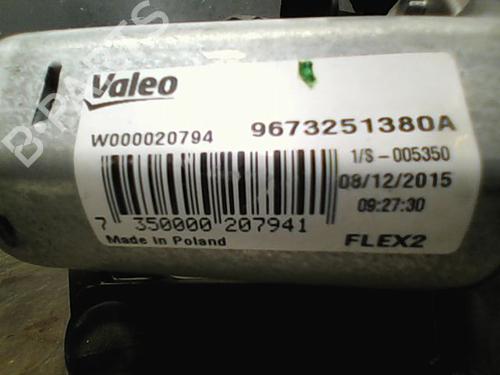 B-PARTS
Valeo
W000020794 9673251380A
1/S-005350
08/12/2015
09:27:30
7 350000 207941
Made in Poland FLEX2